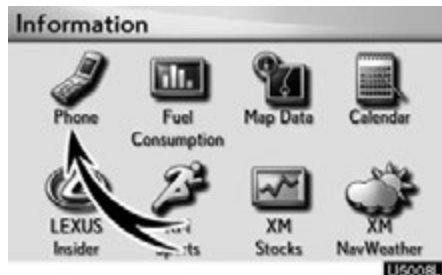 Information
Phone
Fuel
Consumption
Map Data
Calendar
LEXUS
Insider
XM
Stocks
XM
NavWeather